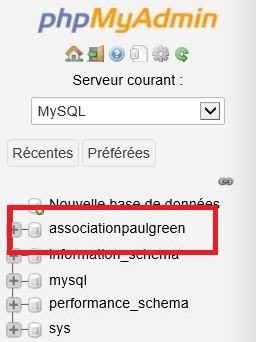 phpMyAdmin
Serveur courant :
MySQL
Récentes Préférées
Nouvelle base de données
associationpaulgreen
information_schema
mysql
performance_schema
sys